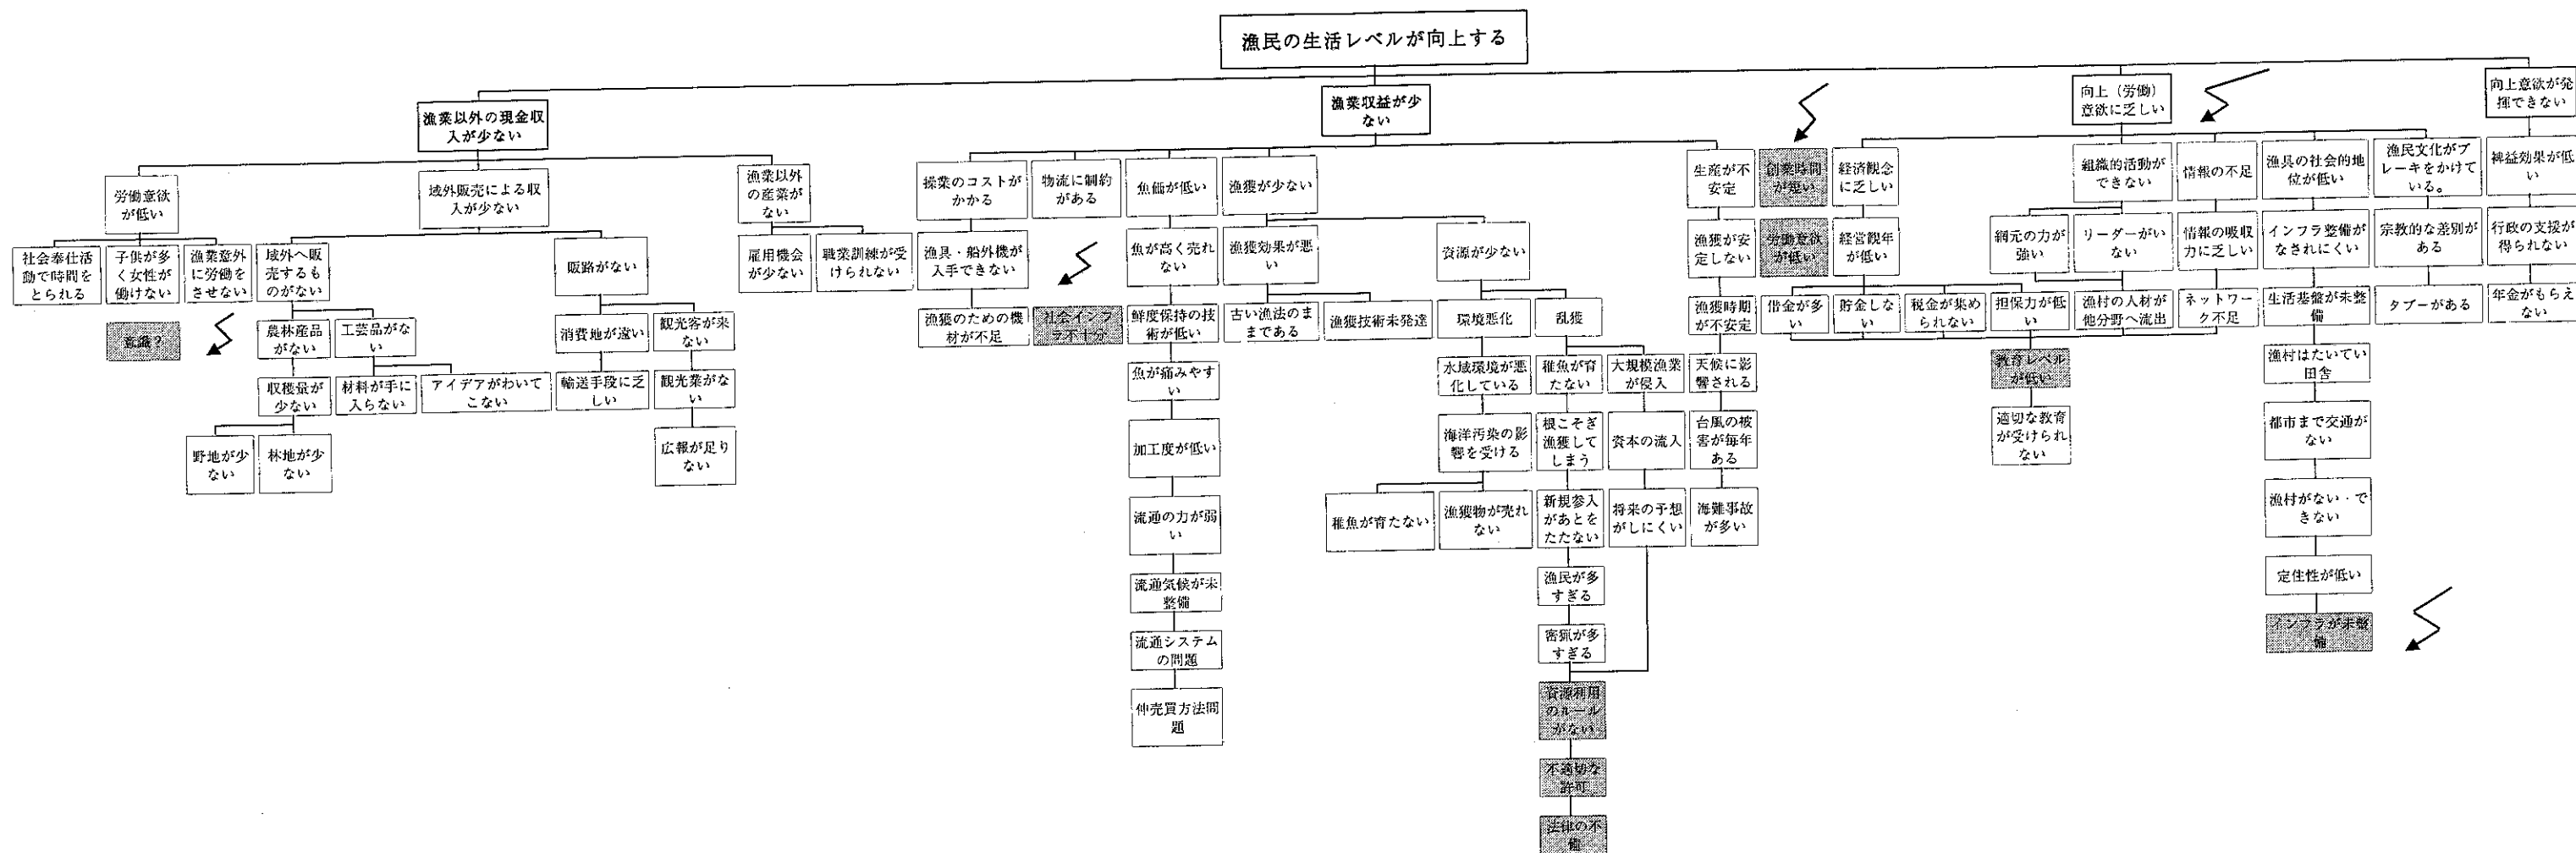 漁民の生活レベルが向上する
漁業以外の現金収
入が少ない
漁業収益が少
ない
向上（労働）
意欲に乏しい
向上意欲が発
揮できない
労働意欲
が低い
域外販売による収
入が少ない
漁業以外
の産業が
ない
操業のコストが
かかる
物流に制約
がある
魚価が低い
漁獲が少ない
生産が不
安定
創業時間
が短い
経済観念
に乏しい
組織的活動が
できない
情報の不足
漁具の社会的地
位が低い
漁民文化がブ
レーキをかけて
いる。
裨益効果が低
い
社会奉仕活
動で時間を
とられる
子供が多
く女性が
働けない
漁業意外
に労働を
させない
域外へ販
売するも
のがない
販路がない
雇用機会
が少ない
職業訓練が受
けられない
漁具・船外機が
入手できない
魚が高く売れ
ない
漁獲効果が悪
い
資源が少ない
漁獲が安
定しない
労働意欲
が低い
経営観年
が低い
網元の力が
強い
リーダーがい
ない
情報の吸収
力に乏しい
インフラ整備が
なされにくい
宗教的な差別が
ある
行政の支援が
得られない
意識？
農林産品
がない
工芸品がな
い
消費地が遠い
観光客が来
ない
漁獲のための機
材が不足
社会インフ
ラ不十分
鮮度保持の技
術が低い
古い漁法のま
まである
漁獲技術未発達
環境悪化
乱獲
漁獲時期
が不安定
借金が多
い
貯金しな
い
税金が集め
られない
担保力が低
い
漁村の人材が
他分野へ流出
ネットワー
ク不足
生活基盤が未整
備
タブーがある
年金がもらえ
ない
収穫量が
少ない
材料が手に
入らない
アイデアがわいて
こない
輸送手段に乏
しい
観光業がな
い
魚が痛みやす
い
水域環境が悪
化している
稚魚が育
たない
大規模漁業
が侵入
天候に影
響される
教育レベル
が低い
漁村はたいてい
田舎
野地が少
ない
林地が少
ない
広報が足り
ない
加工度が低い
海洋汚染の影
響を受ける
根こそぎ
漁獲して
しまう
資本の流入
台風の被
害が毎年
ある
適切な教育
が受けられ
ない
都市まで交通が
ない
流通の力が弱
い
稚魚が育たない
漁獲物が売れ
ない
新規参入
があとを
たたない
将来の予想
がしにくい
海難事故
が多い
漁村がない・で
きない
流通気候が未
整備
漁民が多
すぎる
定住性が低い
流通システム
の問題
密猟が多
すぎる
インフラが未整
備
仲売買方法問
題
資源利用
のルール
がない
不適切な
許可
法律の不
備